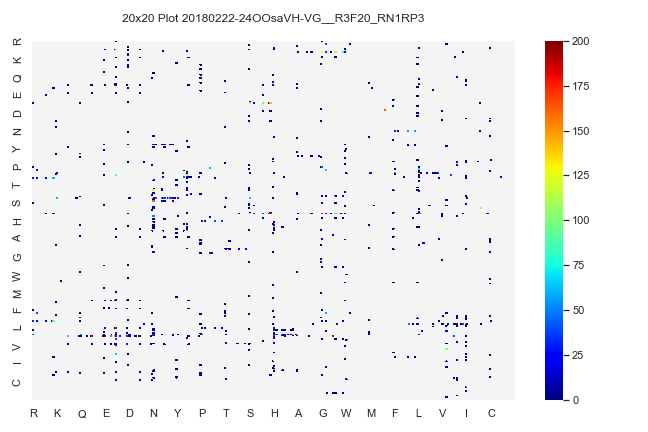 20x20 Plot 20180222-24OOsaVH-VG__R3F20_RN1RP3
R
K
Q
E
D
N
Y
P
T
S
H
A
G
W
M
F
L
V
I
C
R K Q E D N Y P T S H A G W M F L V I C
200
175
150
125
100
75
50
25
0